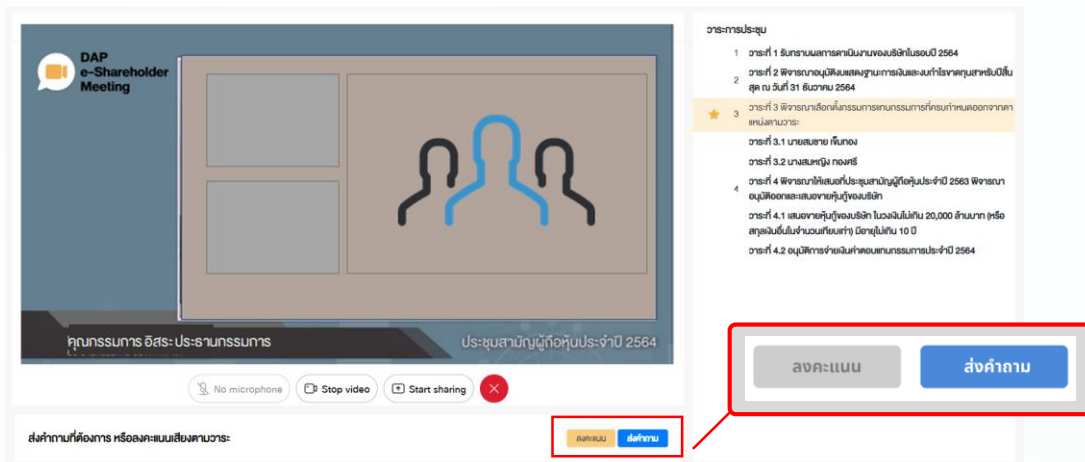 DAP
e-Shareholder
Meeting
คุณกรรมการ อิสระ ประธานกรรมการ
ประชุมสามัญผู้ถือหุ้นประจำปี 2564
No microphone
Stop video
Start sharing
ส่งคำถามที่ต้องการ หรือลงคะแนนเสียงตามวาระ
ลงคะแนน
ส่งคำถาม
วาระการประชุม
1 วาระที่ 1 รับทราบผลการดาเนินงานของบริษัทในรอบปี 2564
2 วาระที่ 2 พิจารณาอนุมัติงบแสดงฐานะการเงินและงบกำไรขาดทุนสาหรับปีสิ้น
สุด ณ วันที่ 31 ธันวาคม 2564
3 วาระที่ 3 พิจารณาเลือกตั้งกรรมการแทนกรรมการที่ครบกำหนดออกจากตา
แหน่งตามวาระ
วาระที่ 3.1 นายสมชาย เพ็นทอง
วาระที่ 3.2 นางสมหญิง ทองศรี
4 วาระที่ 4 พิจารณาให้เสนอที่ประชุมสามัญผู้ถือหุ้นประจำปี 2563 พิจารณา
อนุมัติออกและเสนอขายหุ้นกู้ของบริษัท
วาระที่ 4.1 เสนอขายหุ้นกู้ของบริษัท ในวงเงินไม่เกิน 20,000 ล้านบาท (หรือ
สกุลเงินอื่นในจำนวนเทียบเท่า) มีอายุไม่เกิน 10 ปี
วาระที่ 4.2 อนุมัติการจ่ายเงินค่าตอบแทนกรรมการประจำปี 2564
ลงคะแนน
ส่งคำถาม